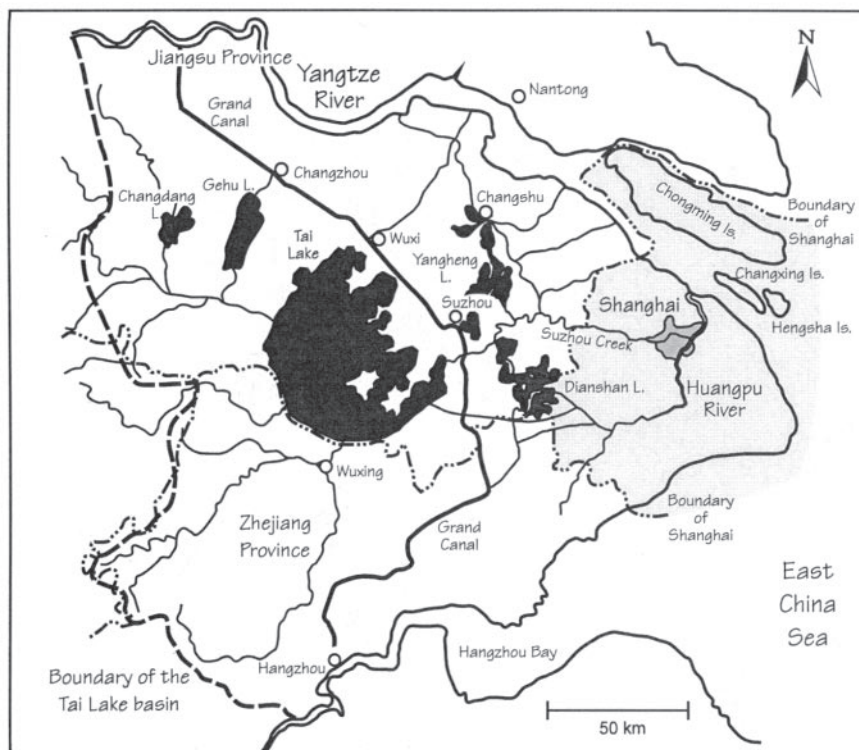 N
Jiangsu Province
Yangtze
River
Nantong
Grand
Canal
Changzhou
Gehu L.
Changdang
L.
Changshu
Chongming Is.
Boundary
of
Shanghai
Tai
Lake
Wuxi
Yangheng
L.
Changxing Is.
Shanghai
Suzhou
Hengsha Is.
Suzhou Creek
Dianshan L.
Huangpu
River
Wuxing
Boundary
of
Shanghai
Zhejiang
Province
Grand
Canal
East
China
Sea
Hangzhou
Hangzhou Bay
Boundary of the
Tai Lake basin
50 km